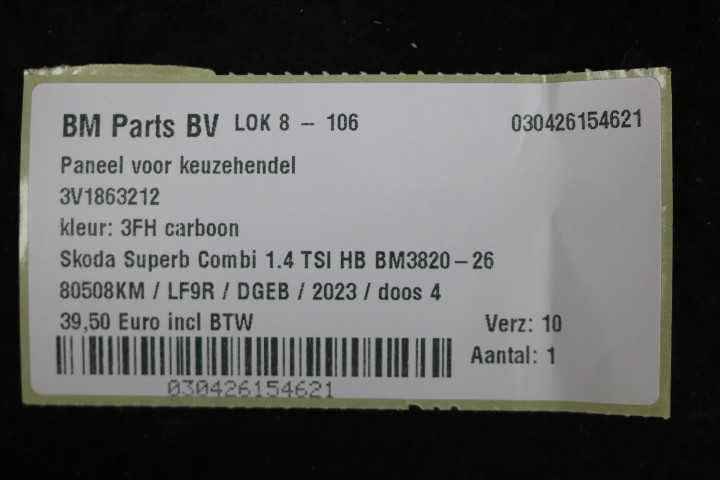 BM Parts BV LOK 8 - 106 030426154621
Paneel voor keuzehendel
3V1863212
kleur: 3FH carboon
Skoda Superb Combi 1.4 TSI HB BM3820-26
80508KM / LF9R / DGEB / 2023 / doos 4
39,50 Euro incl BTW Verz: 10
Aantal: 1
030426154621